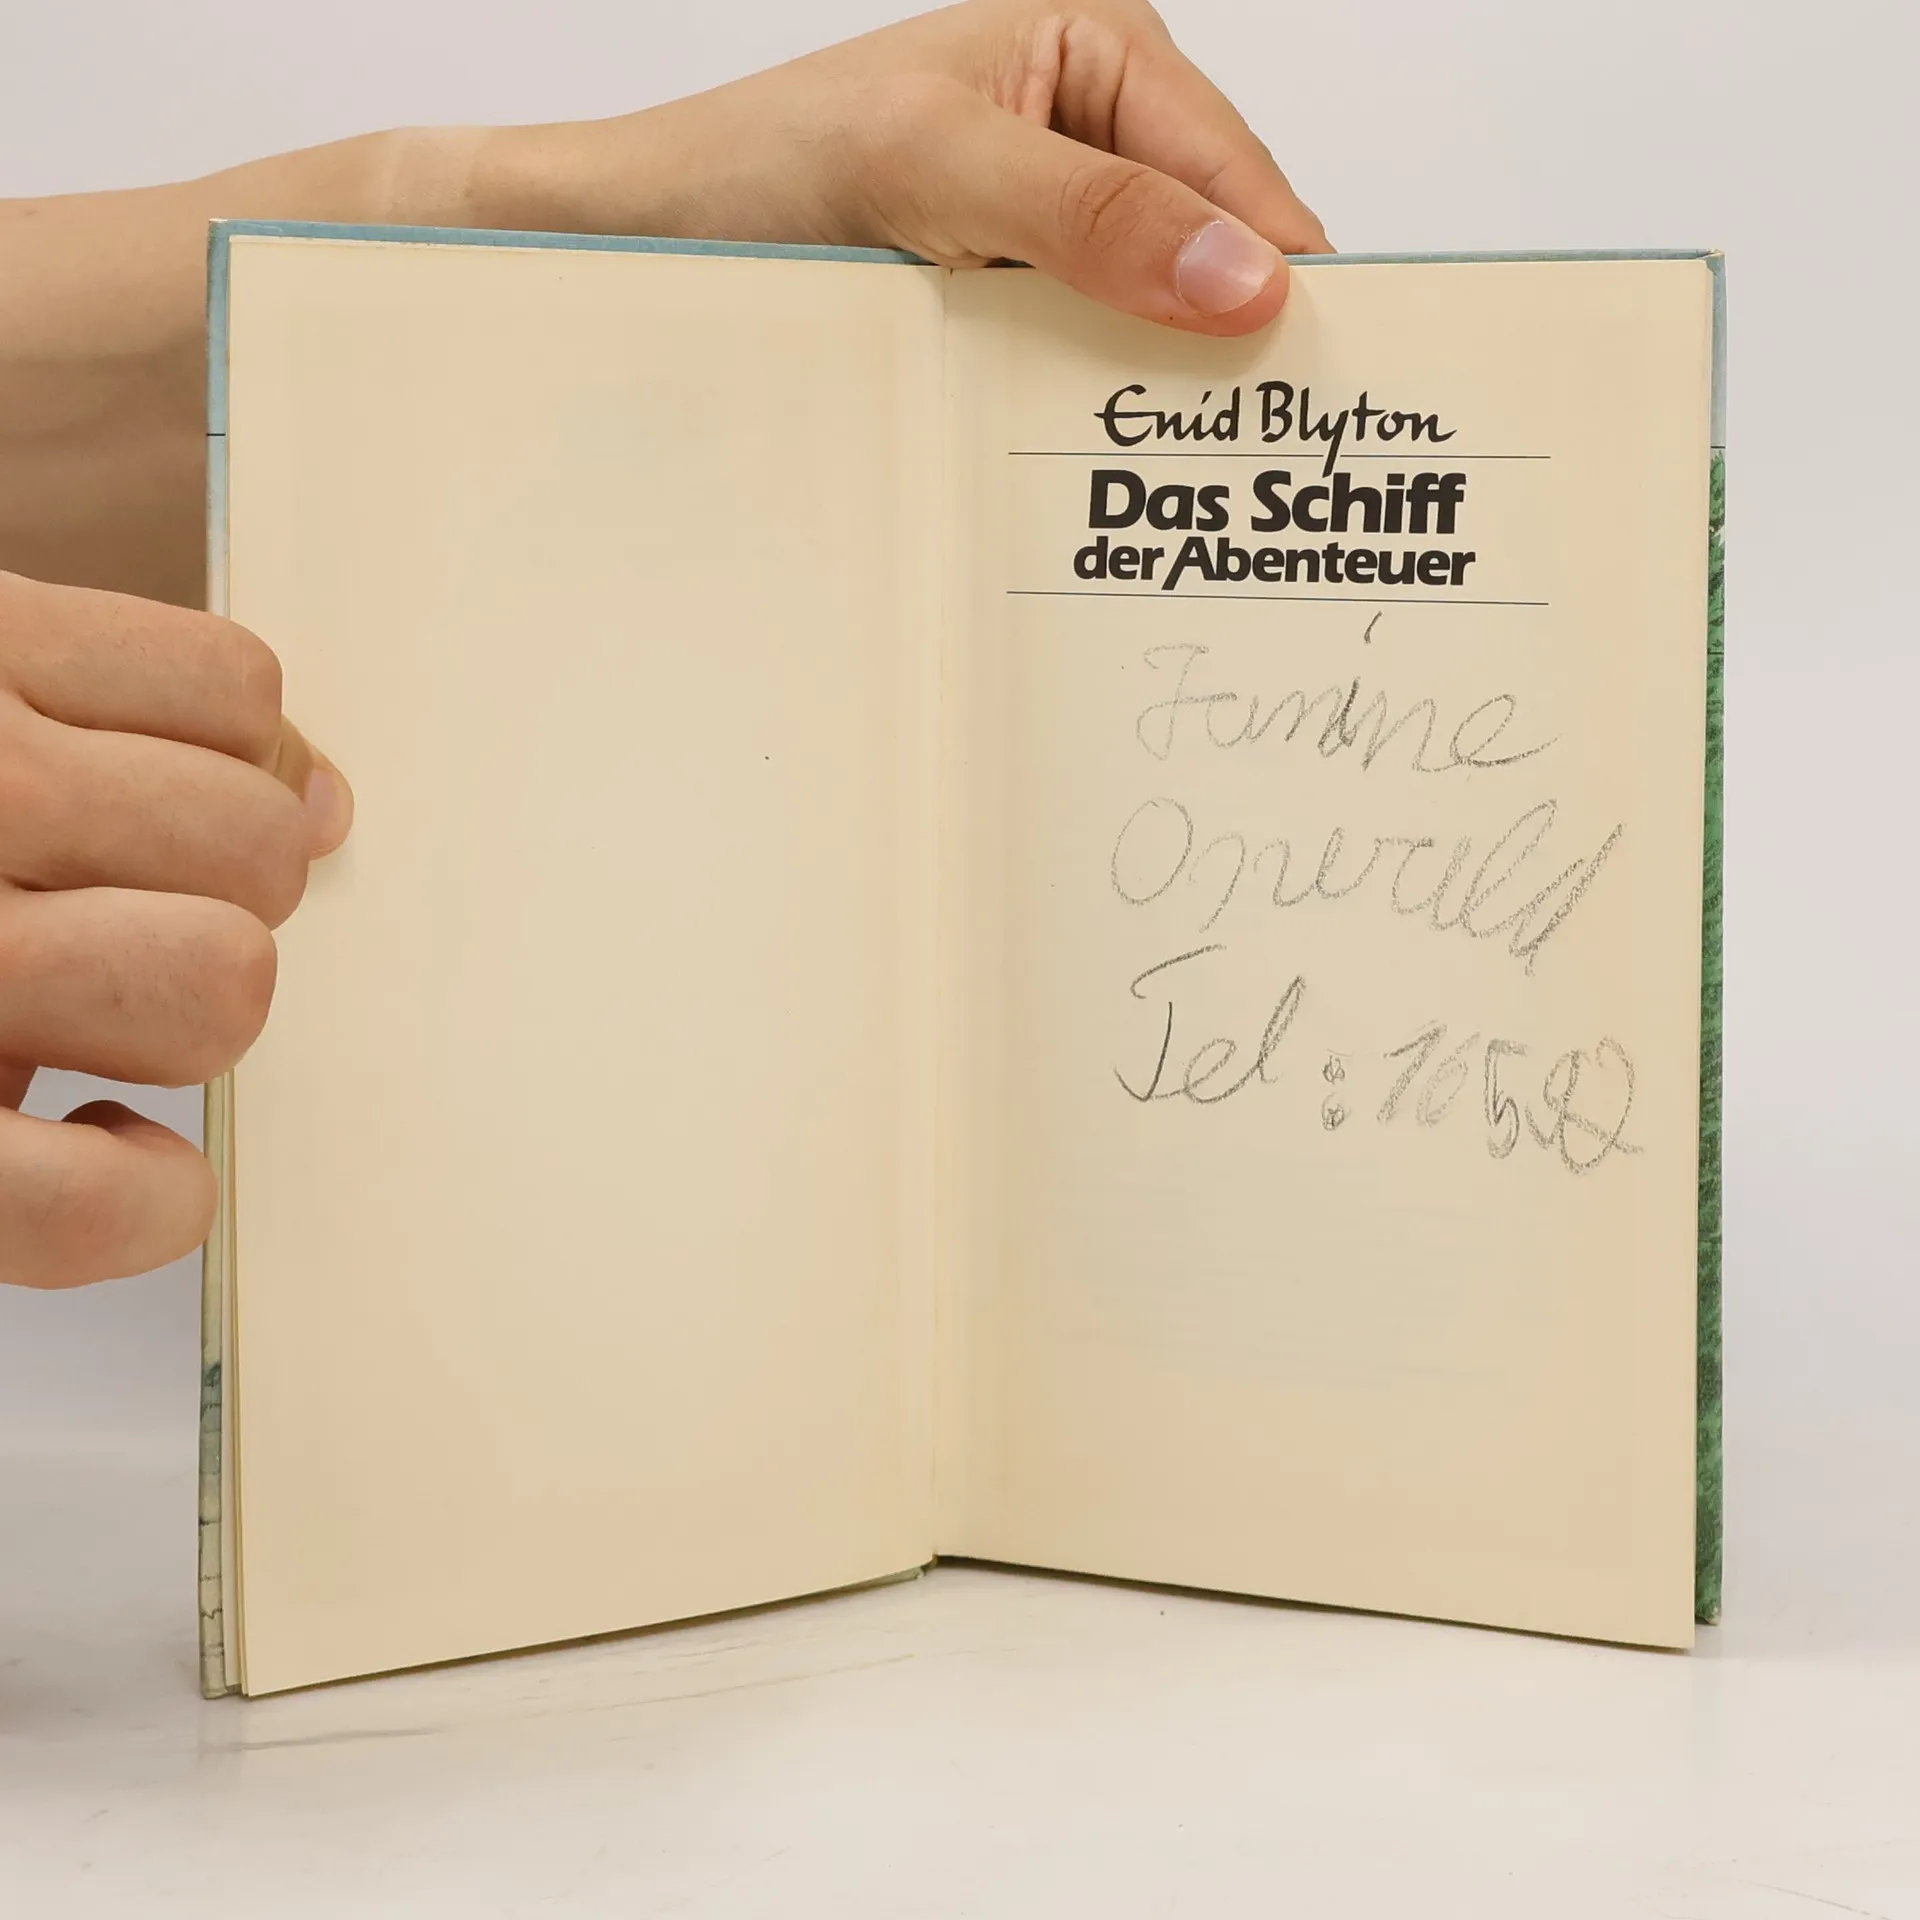 Enid Blyton
Das Schiff
der Abenteuer
Janine
Tel: